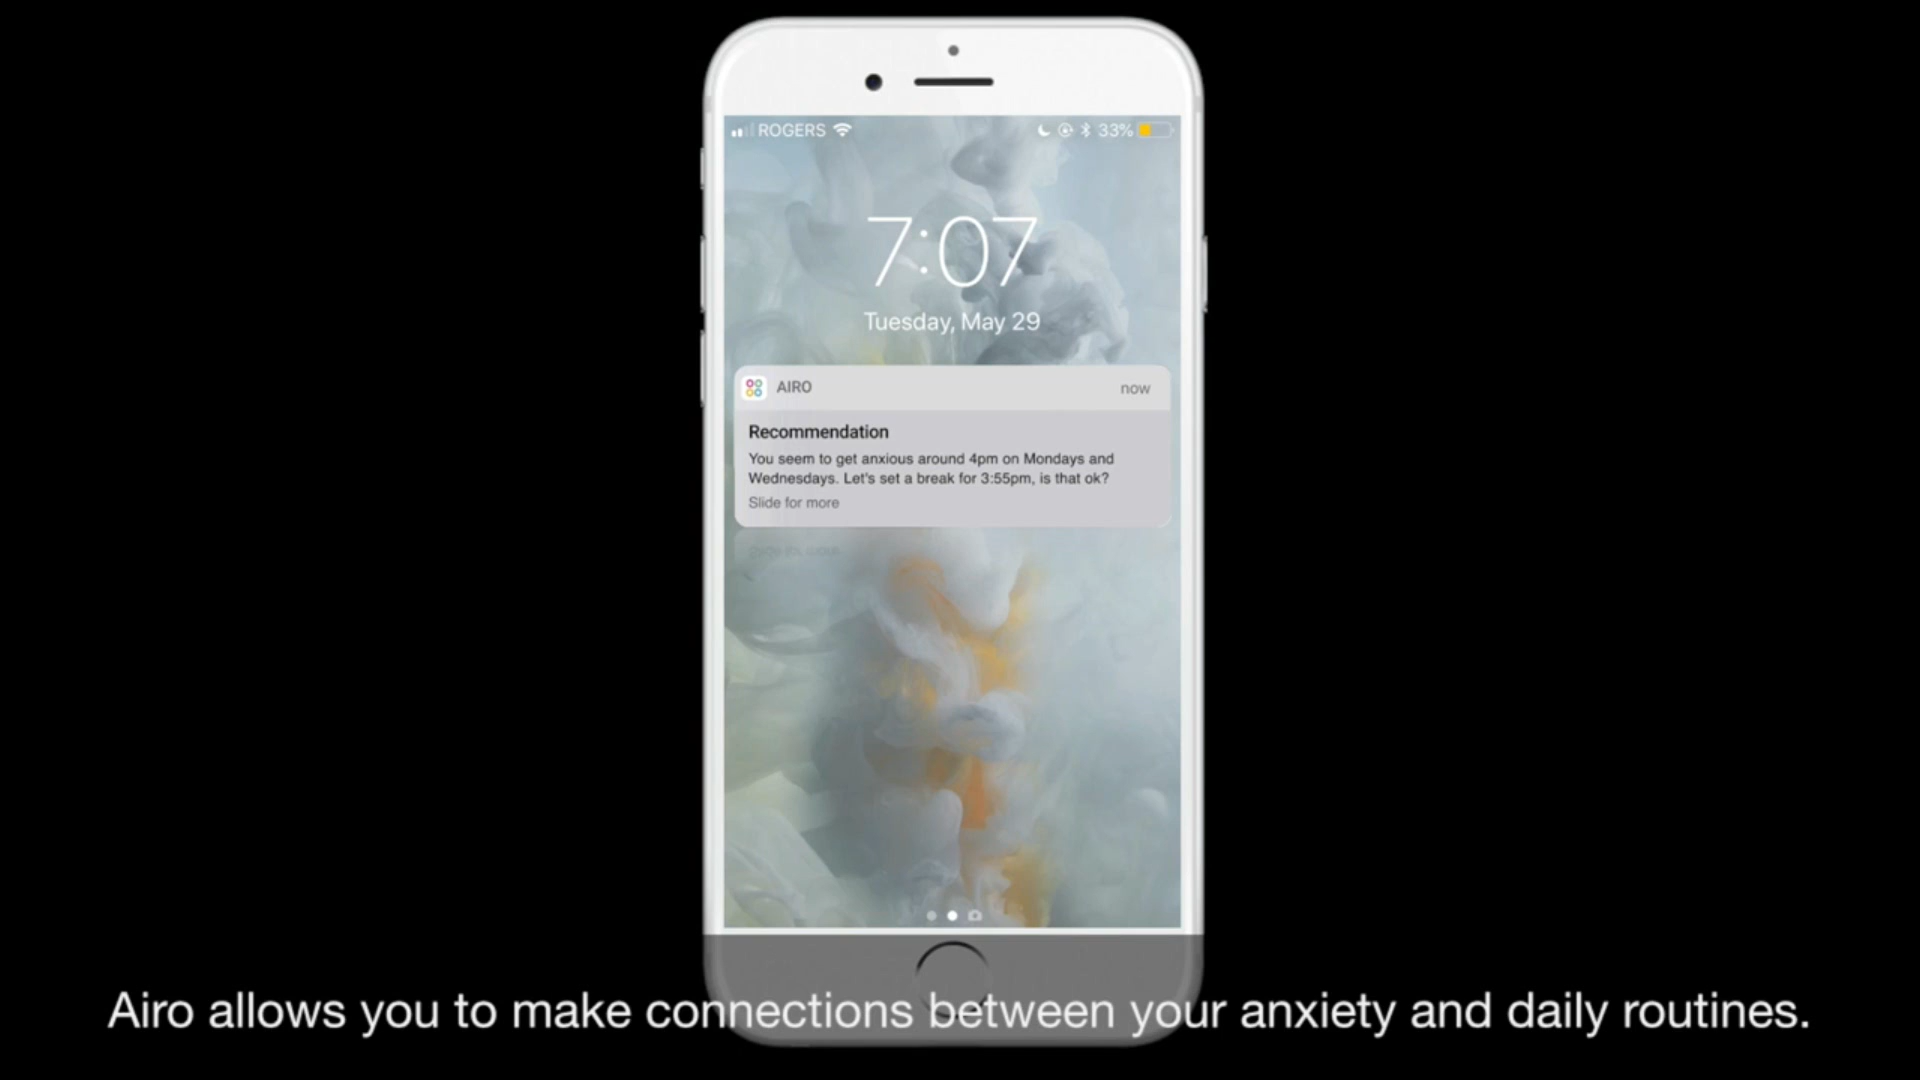 ROGERS 33%
7:07
Tuesday, May 29
AIRO now
Recommendation
You seem to get anxious around 4pm on Mondays and
Wednesdays. Let's set a break for 3:55pm, is that ok?
Slide for more
Airo allows you to make connections between your anxiety and daily routines.